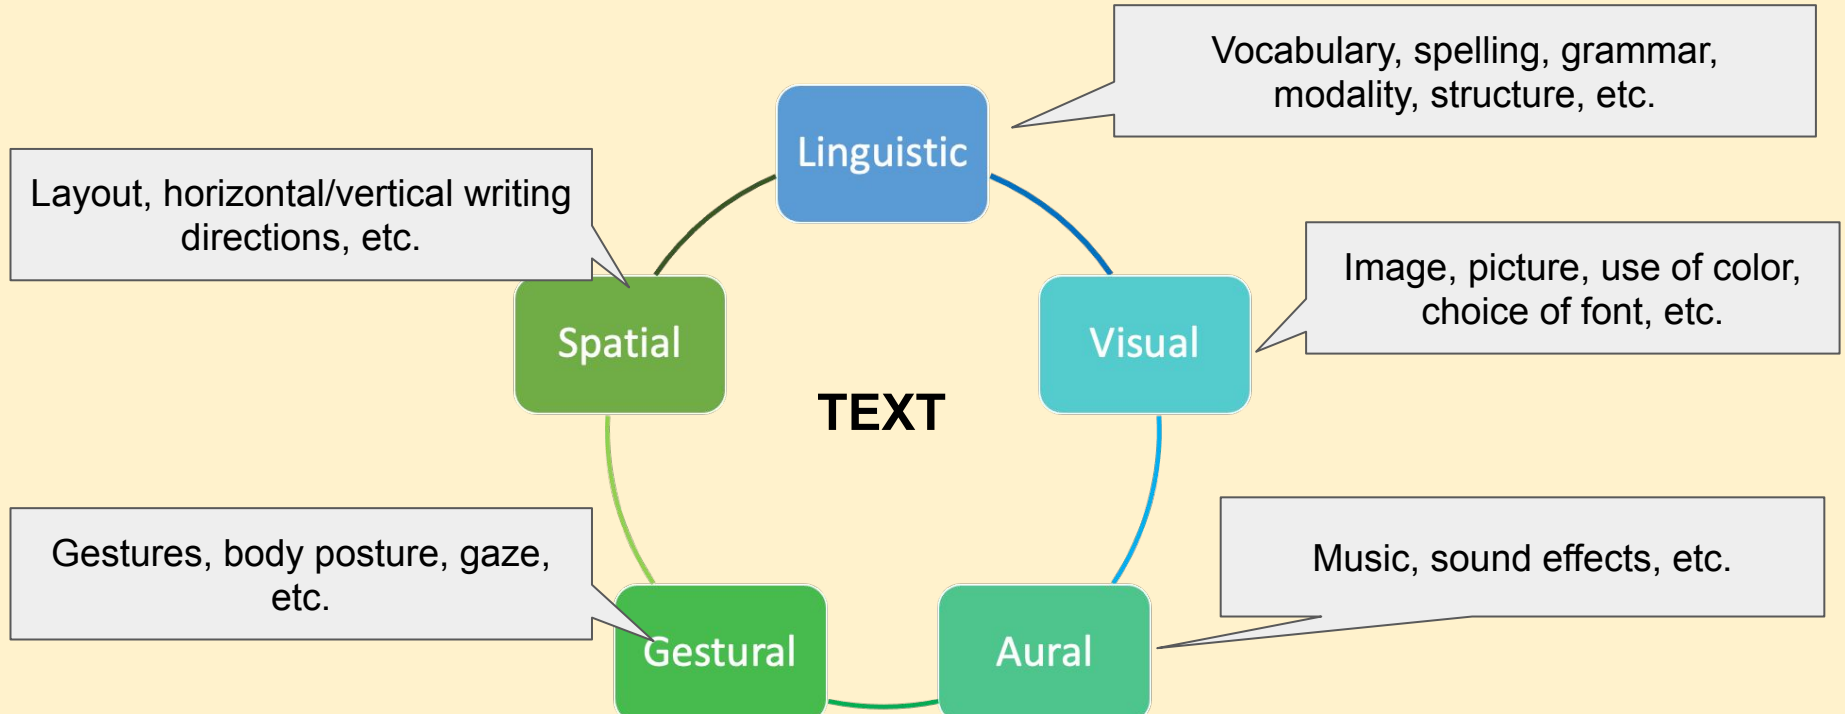 Vocabulary, spelling, grammar,
modality, structure, etc.
Linguistic
Layout, horizontal/vertical writing
directions, etc.
Image, picture, use of color,
choice of font, etc.
Spatial
Visual
TEXT
Gestures, body posture, gaze,
etc.
Music, sound effects, etc.
Gestural
Aural